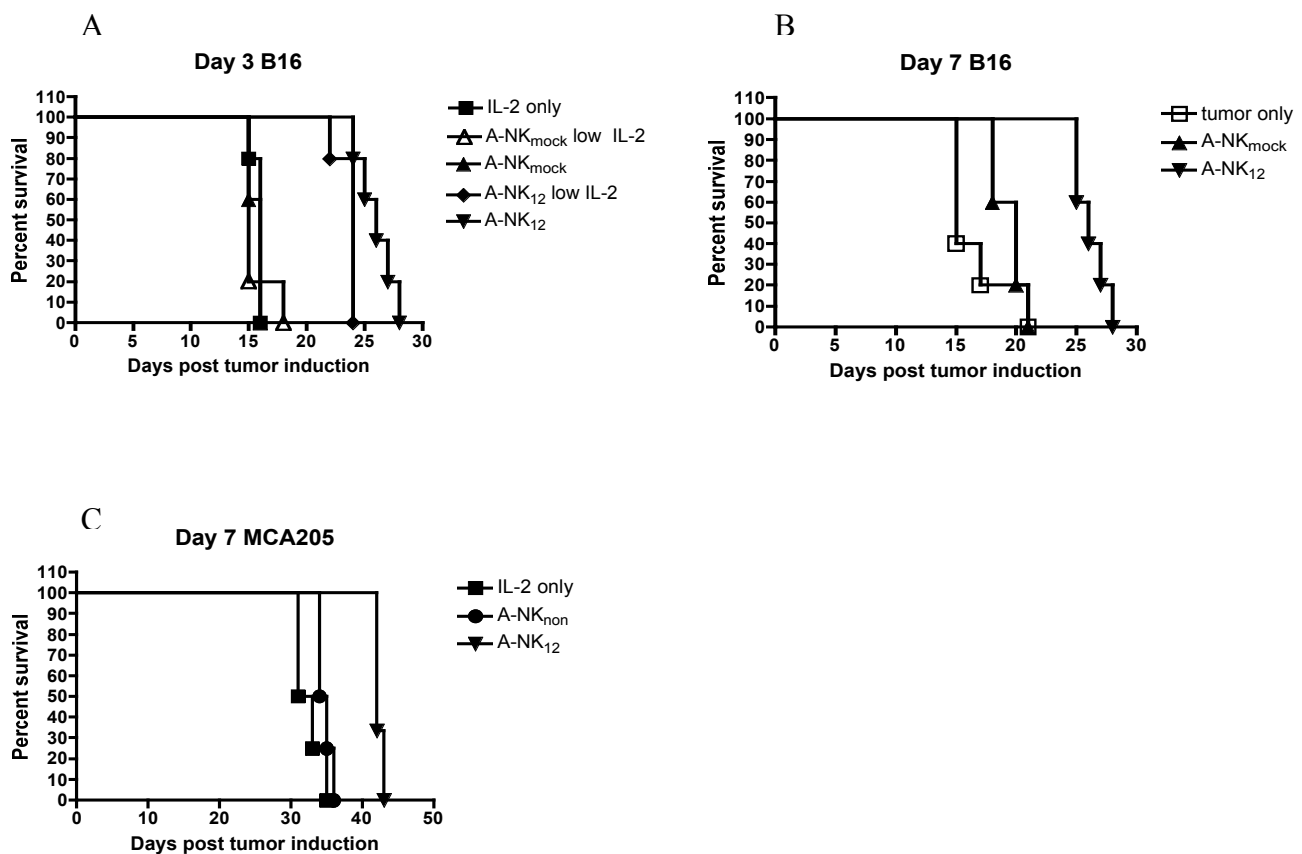 A
Day 3 B16
Percent survival
110
100
90
80
70
60
50
40
30
20
10
0
0 5 10 15 20 25 30
Days post tumor induction
IL-2 only
A-NKmock low IL-2
A-NKmock
A-NK12 low IL-2
A-NK12
B
Day 7 B16
Percent survival
110
100
90
80
70
60
50
40
30
20
10
0
0 5 10 15 20 25 30
Days post tumor induction
tumor only
A-NKmock
A-NK12
C
Day 7 MCA205
Percent survival
110
100
90
80
70
60
50
40
30
20
10
0
0 10 20 30 40 50
Days post tumor induction
IL-2 only
A-NKnon
A-NK12